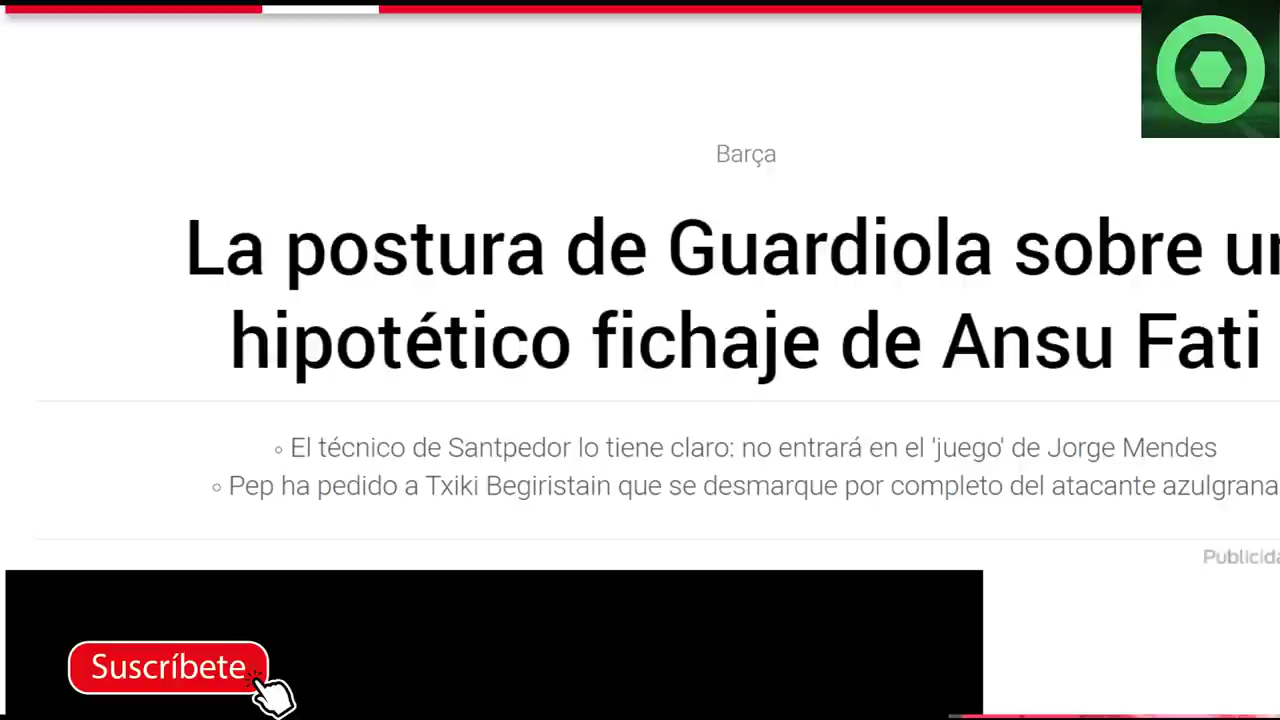 Barça
La postura de Guardiola sobre un
hipotético fichaje de Ansu Fati
◦ El técnico de Santpedor lo tiene claro: no entrará en el 'juego' de Jorge Mendes
◦ Pep ha pedido a Txiki Begiristain que se desmarque por completo del atacante azulgrana
Publicida
Suscríbete